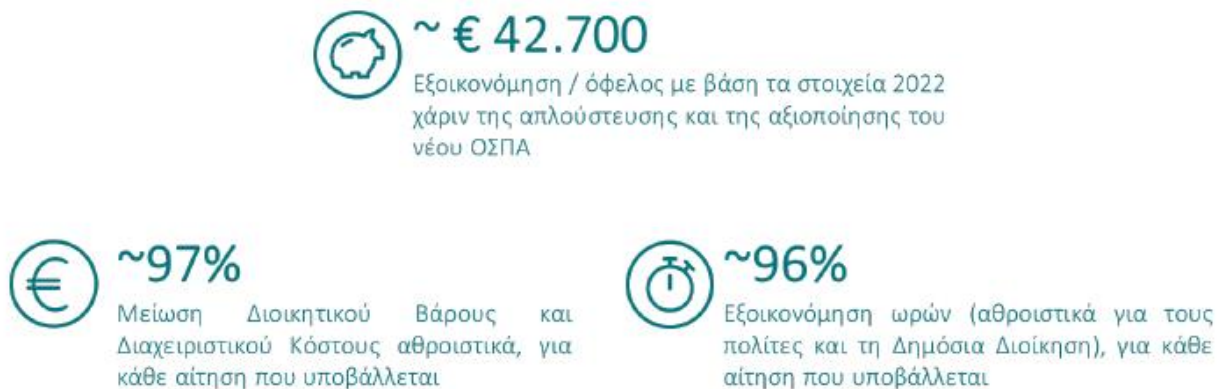 ~ € 42.700
Εξοικονόμηση / όφελος με βάση τα στοιχεία 2022
χάριν της απλούστευσης και της αξιοποίησης του
νέου ΟΣΠΑ
~97%
Μείωση Διοικητικού Βάρους και
Διαχειριστικού Κόστους αθροιστικά, για
κάθε αίτηση που υποβάλλεται
~96%
Εξοικονόμηση ωρών (αθροιστικά για τους
πολίτες και τη Δημόσια Διοίκηση), για κάθε
αίτηση που υποβάλλεται